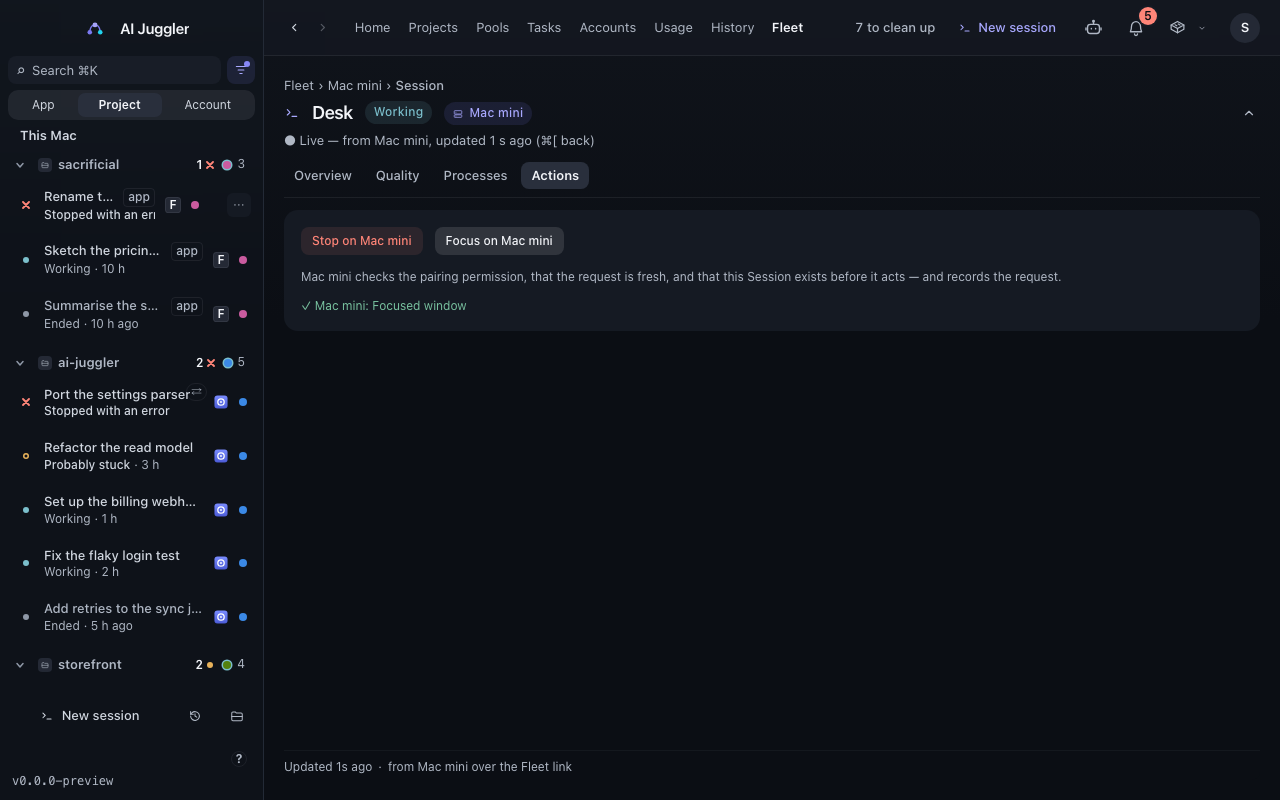 AI Juggler
Search ⌘K
App
Project
Account
This Mac
sacrificial
1
3
Rename t...
app
F
Stopped with an er
Sketch the pricin...
app
F
Working · 10 h
Summarise the s...
app
F
Ended · 10 h ago
ai-juggler
2
5
Port the settings parser
Stopped with an error
Refactor the read model
Probably stuck · 3 h
Set up the billing webh...
Working · 1 h
Fix the flaky login test
Working · 2 h
Add retries to the sync j...
Ended · 5 h ago
storefront
2
4
New session
?
v0.0.0-preview
Home
Projects
Pools
Tasks
Accounts
Usage
History
Fleet
7 to clean up
New session
5
S
Fleet › Mac mini › Session
Desk
Working
Mac mini
Live — from Mac mini, updated 1 s ago (⌘[ back)
Overview
Quality
Processes
Actions
Stop on Mac mini
Focus on Mac mini
Mac mini checks the pairing permission, that the request is fresh, and that this Session exists before it acts — and records the request.
✓ Mac mini: Focused window
Updated 1s ago · from Mac mini over the Fleet link